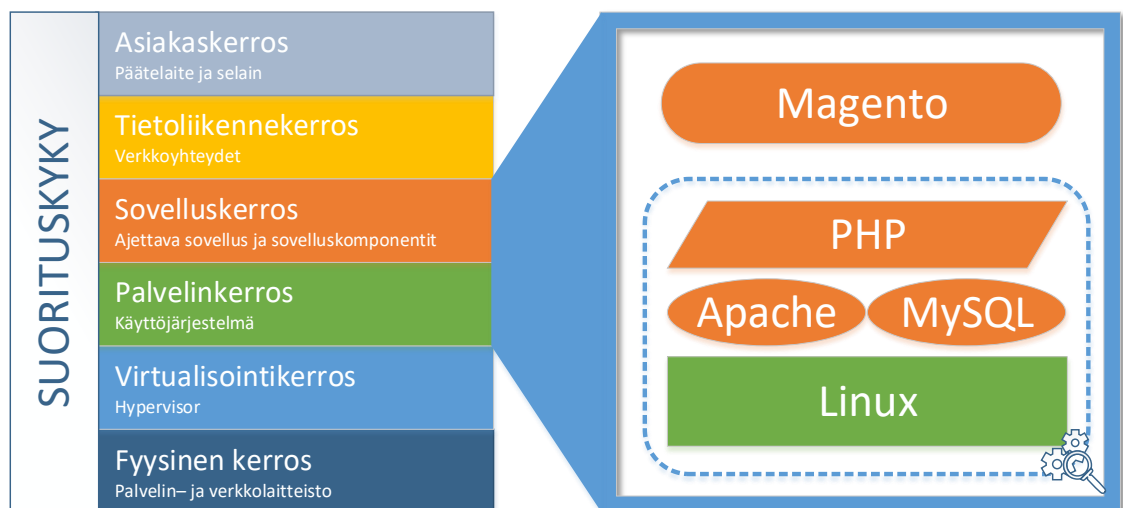 SUORITUSKYKY
Asiakaskerros
Päätelaite ja selain
Tietoliikennekerros
Verkkoyhteydet
Sovelluskerros
Ajettava sovellus ja sovelluskomponentit
Palvelinkerros
Käyttöjärjestelmä
Virtualisointikerros
Hypervisor
Fyysinen kerros
Palvelin– ja verkkolaitteisto
Magento
PHP
Apache
MySQL
Linux